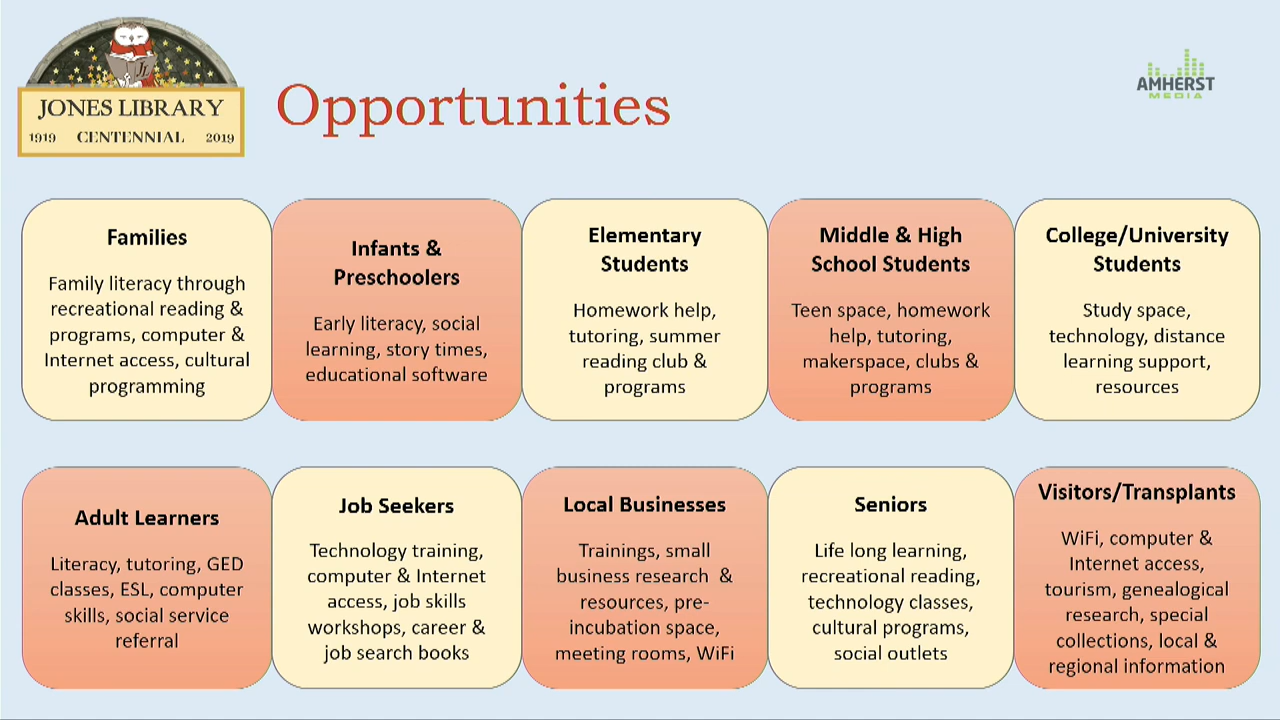 JONES LIBRARY
1919 CENTENNIAL 2019
Opportunities
AMHERST
MEDIA
Families
Family literacy through
recreational reading &
programs, computer &
Internet access, cultural
programming
Infants &
Preschoolers
Early literacy, social
learning, story times,
educational software
Elementary
Students
Homework help,
tutoring, summer
reading club &
programs
Middle & High
School Students
Teen space, homework
help, tutoring,
makerspace, clubs &
programs
College/University
Students
Study space,
technology, distance
learning support,
resources
Adult Learners
Literacy, tutoring, GED
classes, ESL, computer
skills, social service
referral
Job Seekers
Technology training,
computer & Internet
access, job skills
workshops, career &
job search books
Local Businesses
Trainings, small
business research &
resources, pre-
incubation space,
meeting rooms, WiFi
Seniors
Life long learning,
recreational reading,
technology classes,
cultural programs,
social outlets
Visitors/Transplants
WiFi, computer &
Internet access,
tourism, genealogical
research, special
collections, local &
regional information